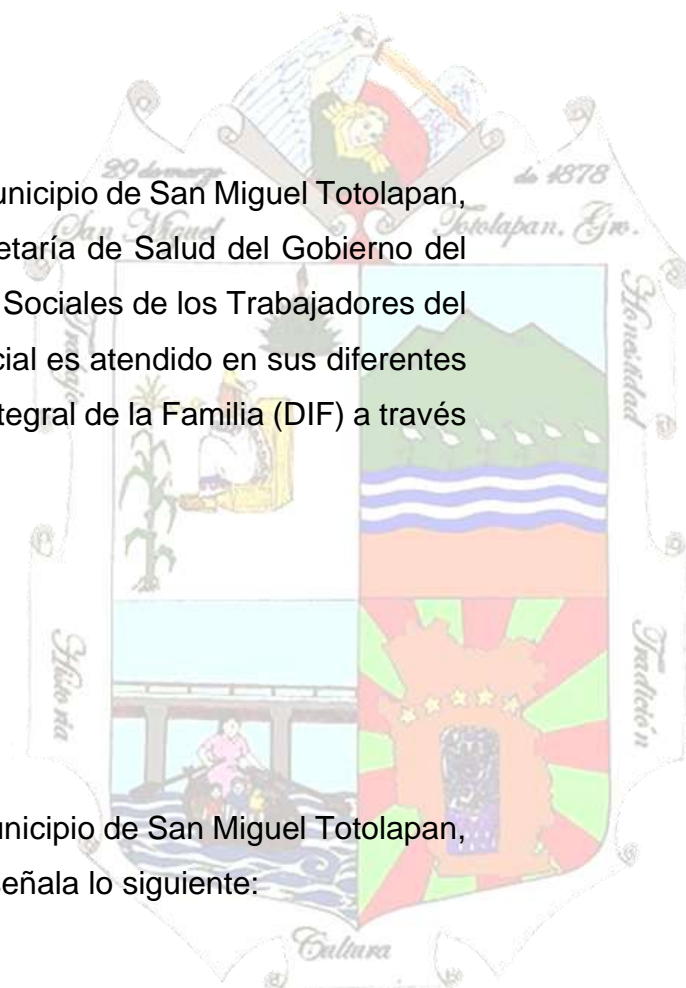 29 de marzo de 1878
unicipio de San Miguel Totolapan,
San Miguel Totolapan, Gro.
etaría de Salud del Gobierno del
Sociales de los Trabajadores del
Trabajo
Honestidad
cial es atendido en sus diferentes
tegral de la Familia (DIF) a través
Historia
Tradición
unicipio de San Miguel Totolapan,
eñala lo siguiente:
Cultura